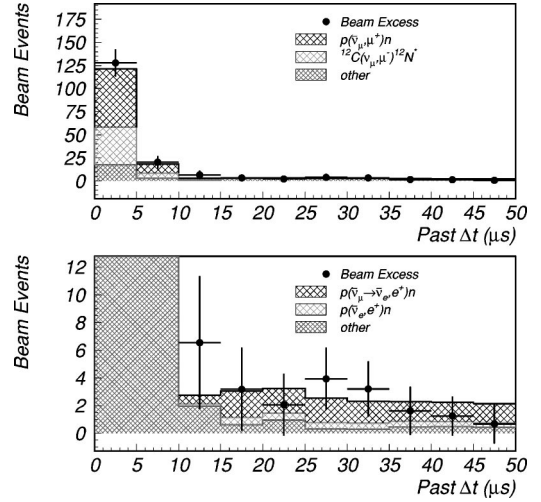 Beam Events
175
150
125
100
75
50
25
0
Beam Excess
p(ν̄μ,μ⁺)n
¹²C(νμ,μ⁻)¹²N*
other
0 5 10 15 20 25 30 35 40 45 50
Past Δt (μs)
Beam Events
12
10
8
6
4
2
0
Beam Excess
p(ν̄μ→ν̄e,e⁺)n
p(ν̄e,e⁺)n
other
0 5 10 15 20 25 30 35 40 45 50
Past Δt (μs)